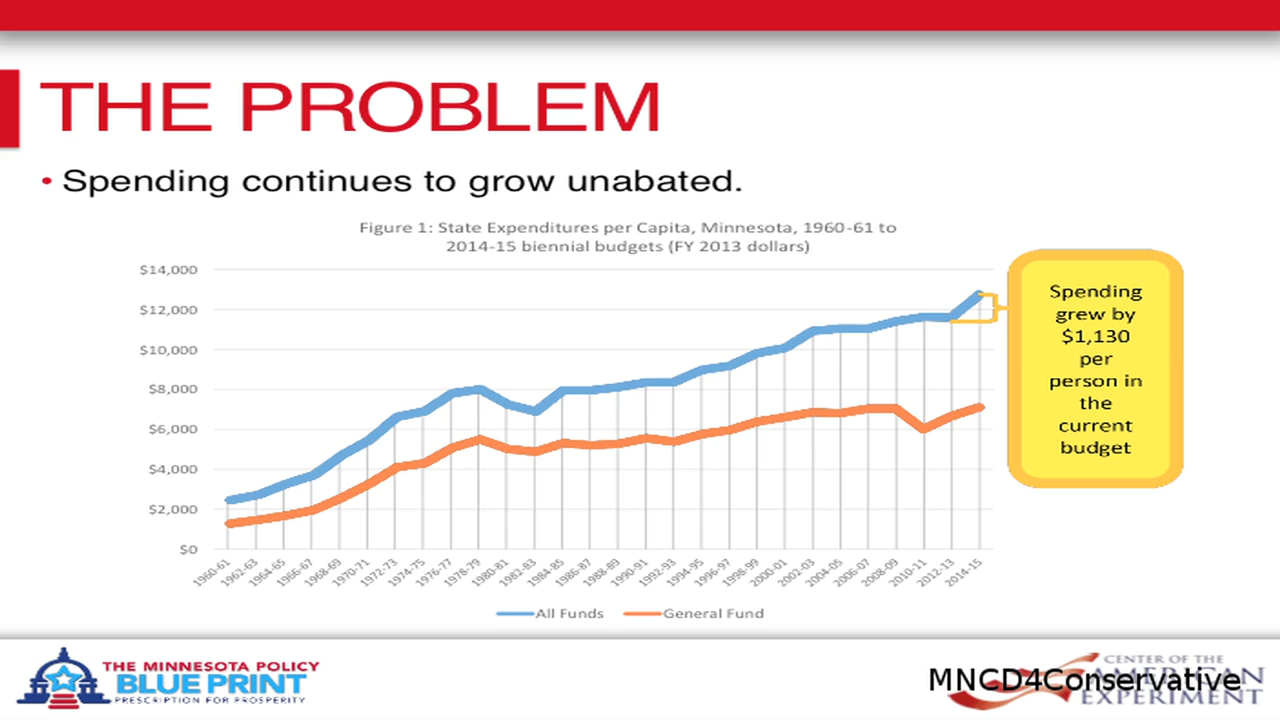 THE PROBLEM
• Spending continues to grow unabated.
Figure 1: State Expenditures per Capita, Minnesota, 1960-61 to
2014-15 biennial budgets (FY 2013 dollars)
$14,000
$12,000
$10,000
$8,000
$6,000
$4,000
$2,000
$0
1960-61
1962-63
1964-65
1966-67
1968-69
1970-71
1972-73
1974-75
1976-77
1978-79
1980-81
1982-83
1984-85
1986-87
1988-89
1990-91
1992-93
1994-95
1996-97
1998-99
2000-01
2002-03
2004-05
2006-07
2008-09
2010-11
2012-13
2014-15
All Funds
General Fund
Spending
grew by
$1,130
per
person in
the
current
budget
THE MINNESOTA POLICY
BLUE PRINT
PRESCRIPTION FOR PROSPERITY
CENTER OF THE
AMERICAN
EXPERIMENT
MNCD4Conservative